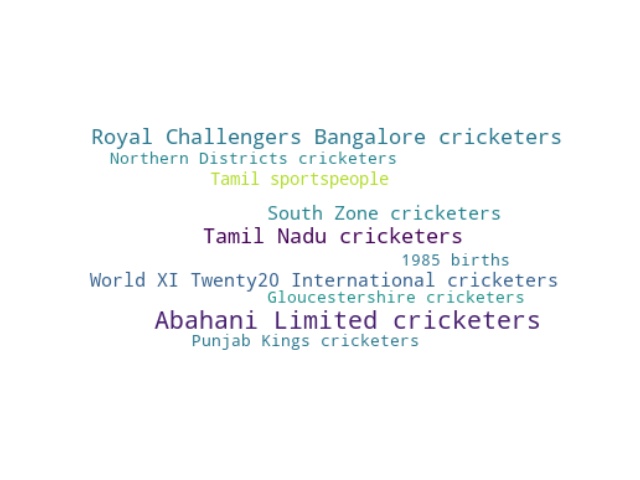 Royal Challengers Bangalore cricketers
Northern Districts cricketers
Tamil sportspeople
South Zone cricketers
Tamil Nadu cricketers
1985 births
World XI Twenty20 International cricketers
Gloucestershire cricketers
Abahani Limited cricketers
Punjab Kings cricketers